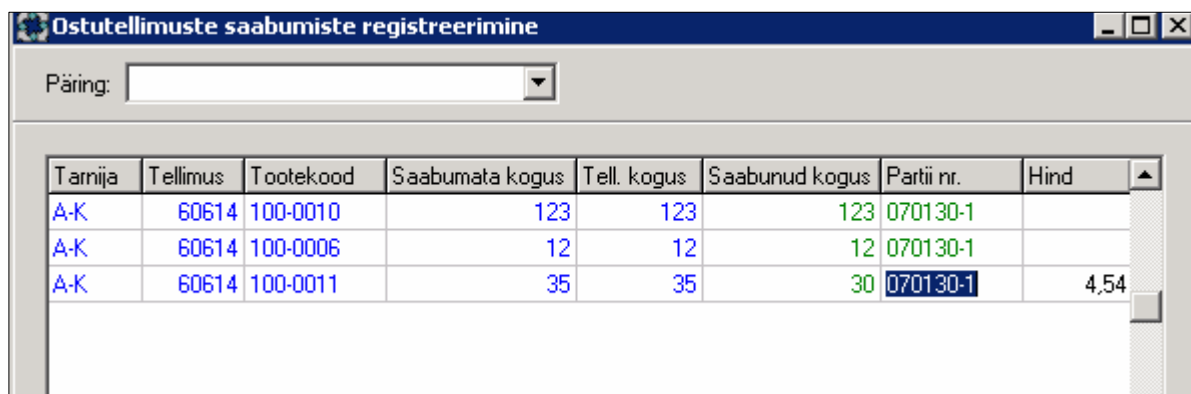 Ostutellimuste saabumiste registreerimine
Päring:
Tarnija Tellimus Tootekood Saabumata kogus Tell. kogus Saabunud kogus Partii nr. Hind
A-K 60614 100-0010 123 123 123 070130-1
A-K 60614 100-0006 12 12 12 070130-1
A-K 60614 100-0011 35 35 30 070130-1 4,54